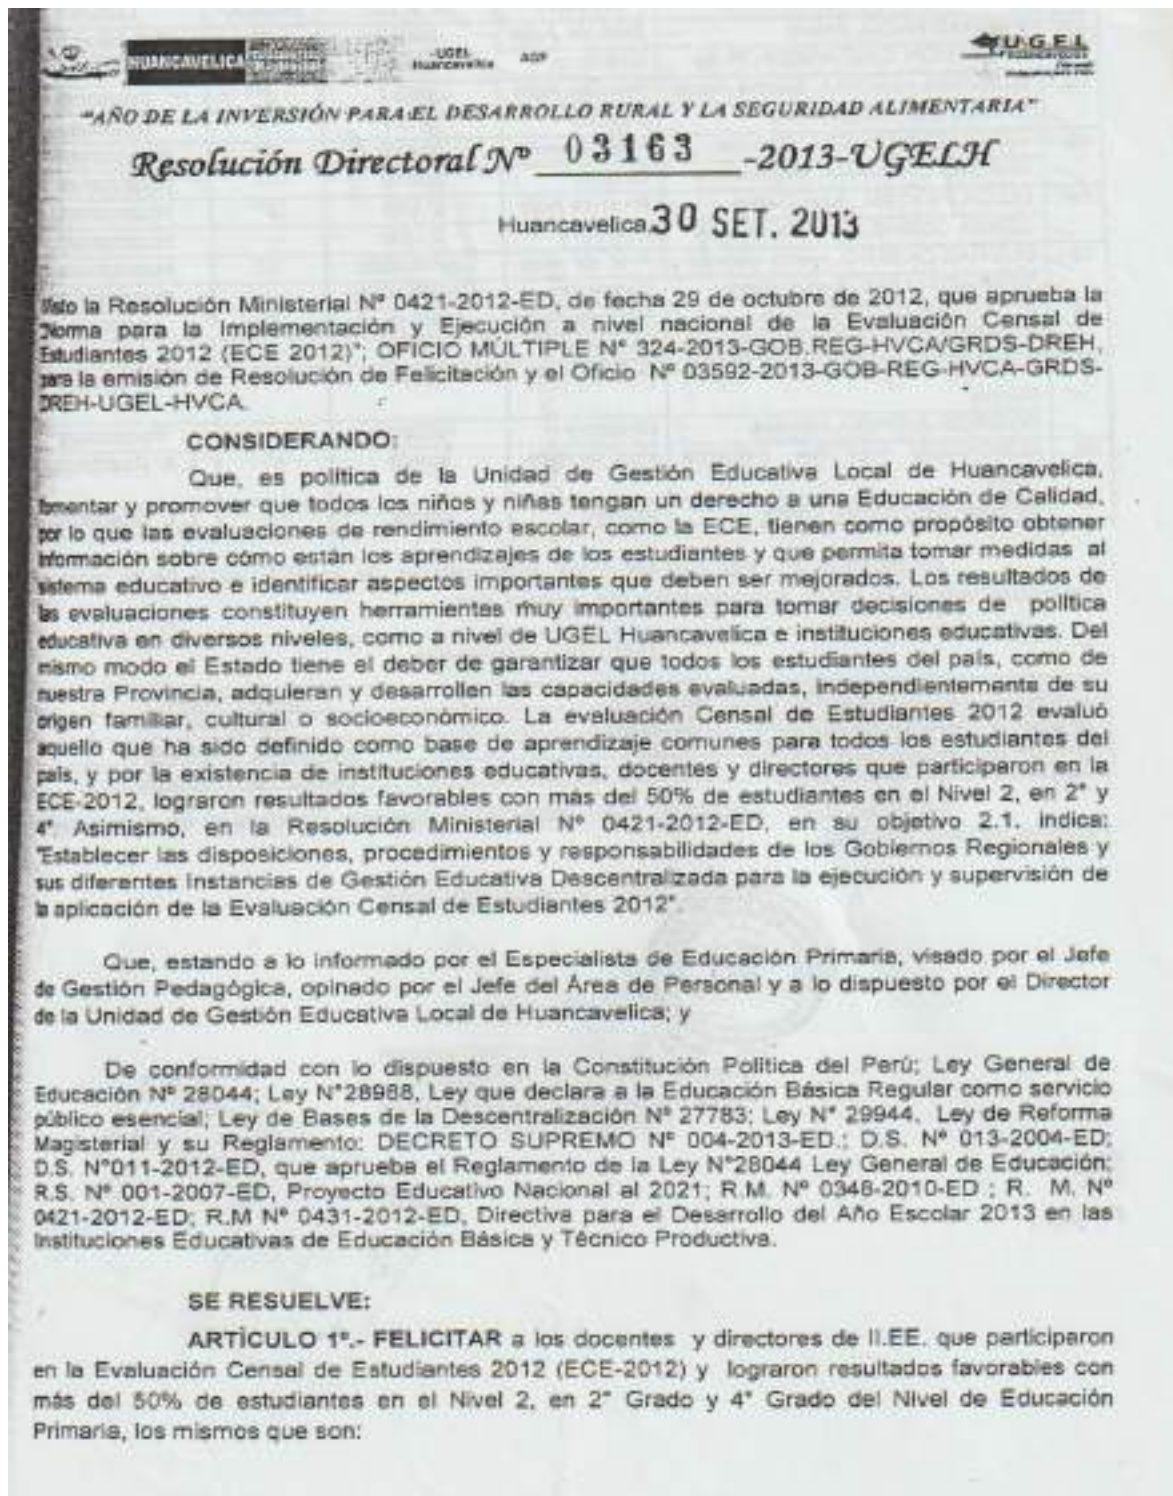 HUANCAVELICA
UGEL
Huancavelica
AGP
UGEL
"AÑO DE LA INVERSIÓN PARA EL DESARROLLO RURAL Y LA SEGURIDAD ALIMENTARIA"
Resolución Directoral Nº 03163 -2013-UGELH
Huancavelica 30 SET. 2013
Visto la Resolución Ministerial Nº 0421-2012-ED, de fecha 29 de octubre de 2012, que aprueba la
"Norma para la Implementación y Ejecución a nivel nacional de la Evaluación Censal de
Estudiantes 2012 (ECE 2012)"; OFICIO MÚLTIPLE Nº 324-2013-GOB.REG-HVCA/GRDS-DREH,
para la emisión de Resolución de Felicitación y el Oficio Nº 03592-2013-GOB-REG-HVCA-GRDS-
DREH-UGEL-HVCA.
CONSIDERANDO:
Que, es política de la Unidad de Gestión Educativa Local de Huancavelica,
fomentar y promover que todos los niños y niñas tengan un derecho a una Educación de Calidad,
por lo que las evaluaciones de rendimiento escolar, como la ECE, tienen como propósito obtener
información sobre cómo están los aprendizajes de los estudiantes y que permita tomar medidas al
sistema educativo e identificar aspectos importantes que deben ser mejorados. Los resultados de
las evaluaciones constituyen herramientas muy importantes para tomar decisiones de política
educativa en diversos niveles, como a nivel de UGEL Huancavelica e instituciones educativas. Del
mismo modo el Estado tiene el deber de garantizar que todos los estudiantes del país, como de
nuestra Provincia, adquieran y desarrollen las capacidades evaluadas, independientemente de su
origen familiar, cultural o socioeconómico. La evaluación Censal de Estudiantes 2012 evaluó
aquello que ha sido definido como base de aprendizaje comunes para todos los estudiantes del
país, y por la existencia de instituciones educativas, docentes y directores que participaron en la
ECE-2012, lograron resultados favorables con más del 50% de estudiantes en el Nivel 2, en 2° y
4°. Asimismo, en la Resolución Ministerial Nº 0421-2012-ED, en su objetivo 2.1. indica:
"Establecer las disposiciones, procedimientos y responsabilidades de los Gobiernos Regionales y
sus diferentes Instancias de Gestión Educativa Descentralizada para la ejecución y supervisión de
la aplicación de la Evaluación Censal de Estudiantes 2012".
Que, estando a lo informado por el Especialista de Educación Primaria, visado por el Jefe
de Gestión Pedagógica, opinado por el Jefe del Área de Personal y a lo dispuesto por el Director
de la Unidad de Gestión Educativa Local de Huancavelica; y
De conformidad con lo dispuesto en la Constitución Política del Perú; Ley General de
Educación Nº 28044; Ley N°28988, Ley que declara a la Educación Básica Regular como servicio
público esencial; Ley de Bases de la Descentralización Nº 27783; Ley N° 29944, Ley de Reforma
Magisterial y su Reglamento: DECRETO SUPREMO Nº 004-2013-ED.; D.S. Nº 013-2004-ED;
D.S. N°011-2012-ED, que aprueba el Reglamento de la Ley N°28044 Ley General de Educación;
R.S. Nº 001-2007-ED, Proyecto Educativo Nacional al 2021; R.M. Nº 0348-2010-ED ; R. M. Nº
0421-2012-ED; R.M Nº 0431-2012-ED, Directiva para el Desarrollo del Año Escolar 2013 en las
Instituciones Educativas de Educación Básica y Técnico Productiva.
SE RESUELVE:
ARTÌCULO 1º.- FELICITAR a los docentes y directores de II.EE. que participaron
en la Evaluación Censal de Estudiantes 2012 (ECE-2012) y lograron resultados favorables con
más del 50% de estudiantes en el Nivel 2, en 2° Grado y 4° Grado del Nivel de Educación
Primaria, los mismos que son: